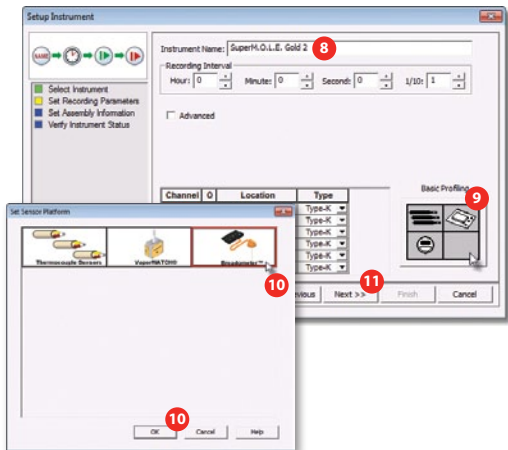 Setup Instrument
Instrument Name: SuperM.O.L.E. Gold 2 8
NAME
Recording Interval
Hour: 0 Minute: 0 Second: 0 1/10: 1
Select Instrument
Set Recording Parameters
Set Assembly Information
Verify Instrument Status
Advanced
Basic Profiling
9
Channel O Location Type
Type-K
Type-K
Type-K
Type-K
Type-K
Type-K
11
Next >> Finish Cancel
Set Sensor Platform
Thermocouple Sensors VaporWATCH® Breadometer™
10
10
OK Cancel Help